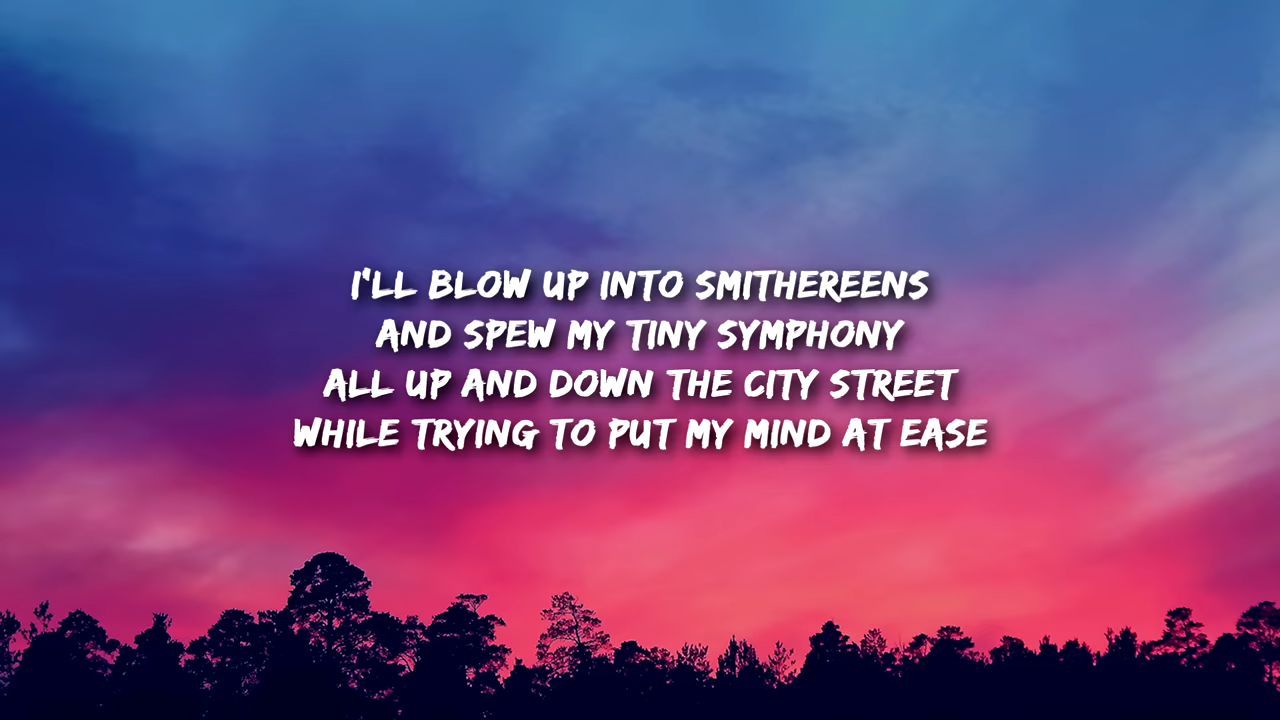 I'LL BLOW UP INTO SMITHEREENS
AND SPEW MY TINY SYMPHONY
ALL UP AND DOWN THE CITY STREET
WHILE TRYING TO PUT MY MIND AT EASE